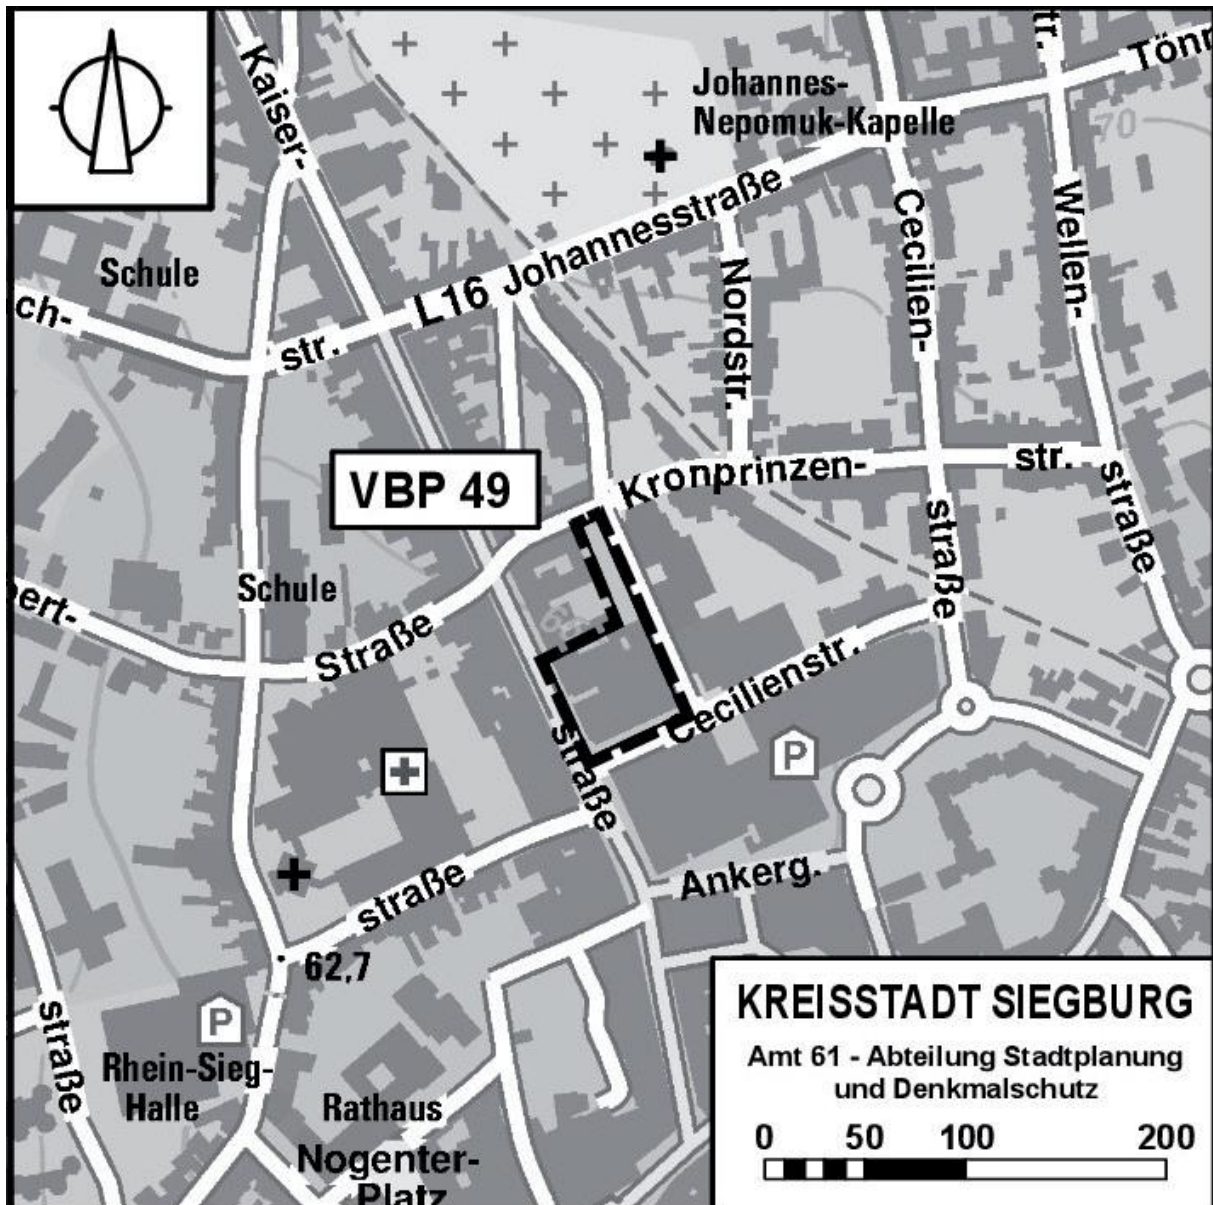 Kaiser-
Johannes-
Nepomuk-Kapelle
tr.
Tönn
70
Schule
ch-
str.
L16 Johannesstraße
Nordstr.
Cecilien-
Wellen-
VBP 49
Kronprinzen-
str.
straße
straße
Schule
bert-
Straße
Cecilienstr.
straße
P
straße
Ankerg.
62,7
straße
P
Rhein-Sieg-
Halle
Rathaus
Nogenter-
Platz
KREISSTADT SIEGBURG
Amt 61 - Abteilung Stadtplanung
und Denkmalschutz
0 50 100 200